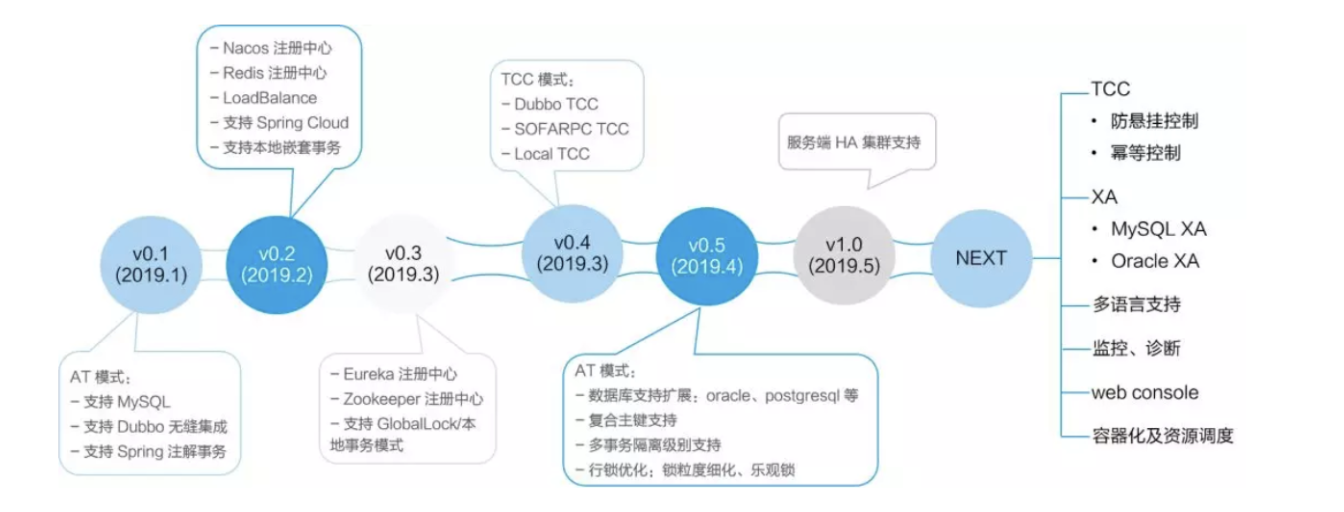 – Nacos 注册中心
– Redis 注册中心
– LoadBalance
– 支持 Spring Cloud
– 支持本地嵌套事务
TCC 模式：
– Dubbo TCC
– SOFARPC TCC
– Local TCC
服务端 HA 集群支持
v0.1
(2019.1)
v0.2
(2019.2)
v0.3
(2019.3)
v0.4
(2019.3)
v0.5
(2019.4)
v1.0
(2019.5)
NEXT
AT 模式：
– 支持 MySQL
– 支持 Dubbo 无缝集成
– 支持 Spring 注解事务
– Eureka 注册中心
– Zookeeper 注册中心
– 支持 GlobalLock/本
地事务模式
AT 模式：
– 数据库支持扩展：oracle、postgresql 等
– 复合主键支持
– 多事务隔离级别支持
– 行锁优化：锁粒度细化、乐观锁
TCC
• 防悬挂控制
• 幂等控制
XA
• MySQL XA
• Oracle XA
多语言支持
监控、诊断
web console
容器化及资源调度